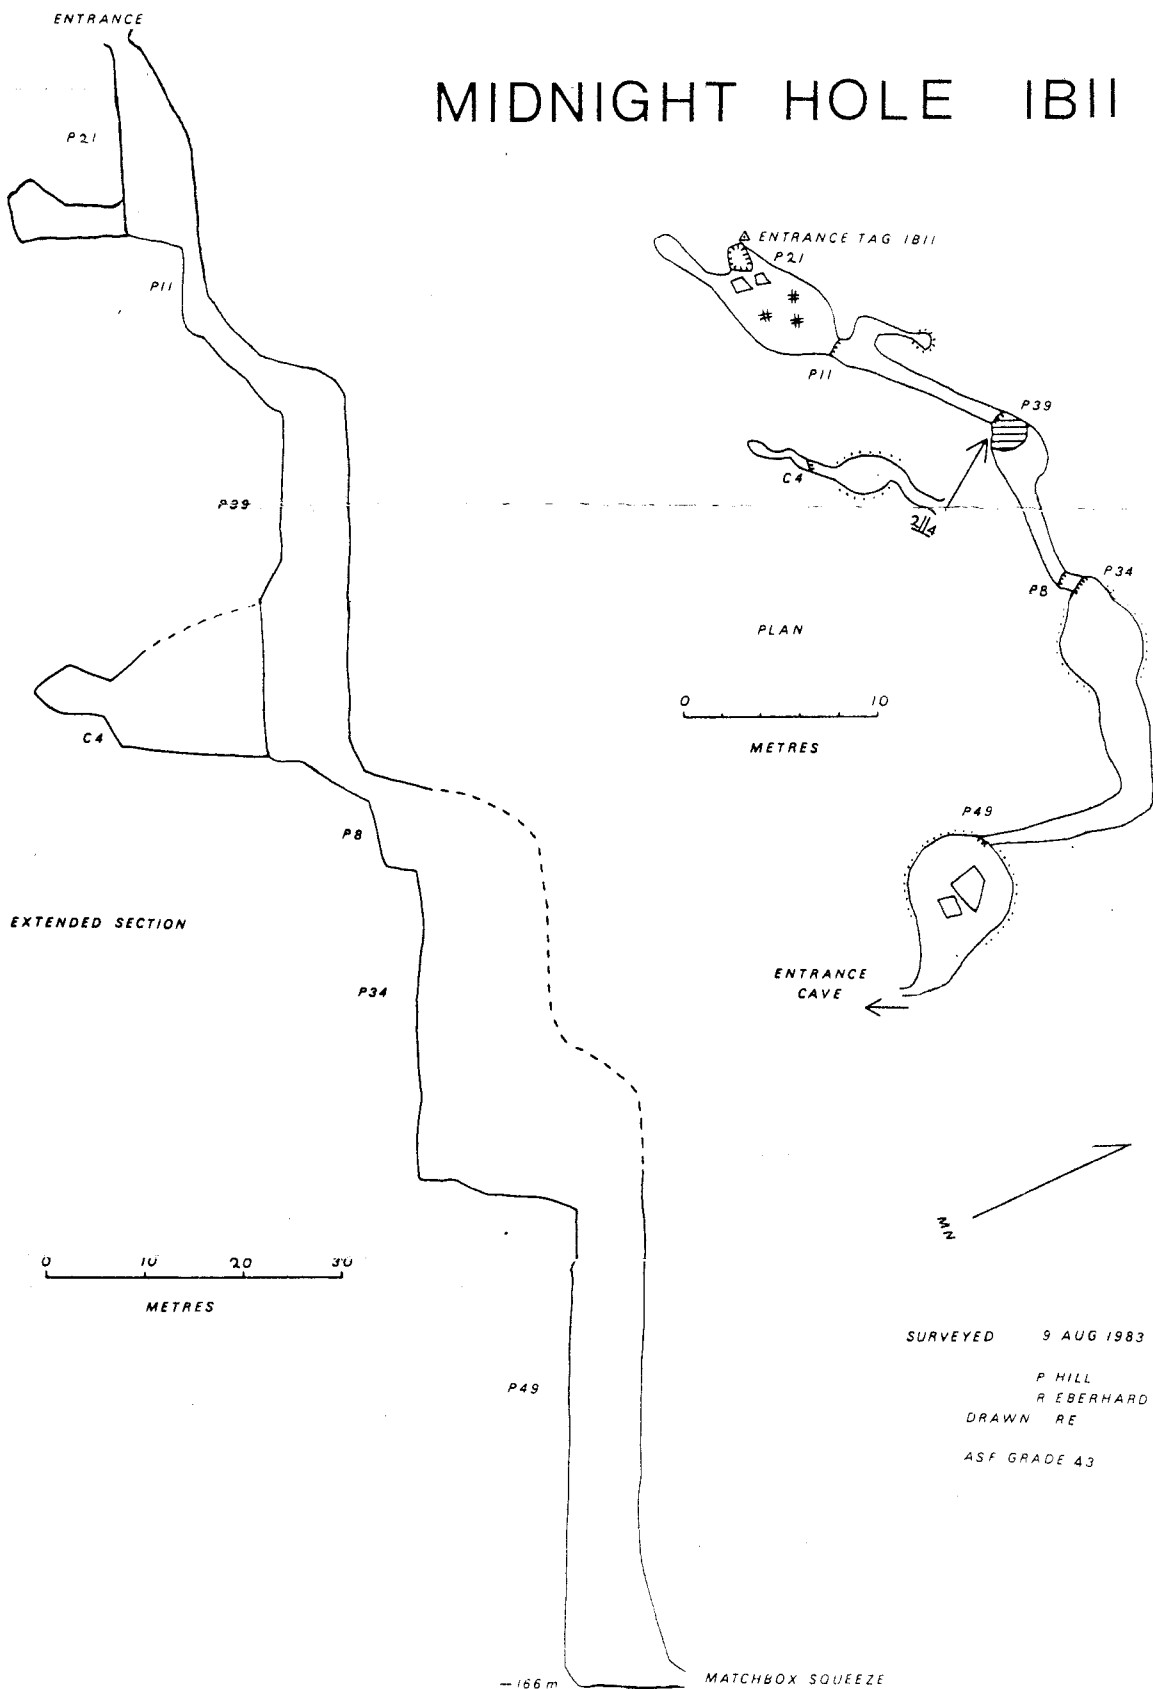 ENTRANCE
MIDNIGHT HOLE IB11
P21
P11
P39
C4
P8
EXTENDED SECTION
P34
0 10 20 30
METRES
P49
-166m
MATCHBOX SQUEEZE
ENTRANCE TAG IB11
P21
P11
P39
C4
2//4
P8
P34
PLAN
0 10
METRES
P49
ENTRANCE
CAVE
MN
SURVEYED 9 AUG 1983
P HILL
R EBERHARD
DRAWN RE
ASF GRADE 43